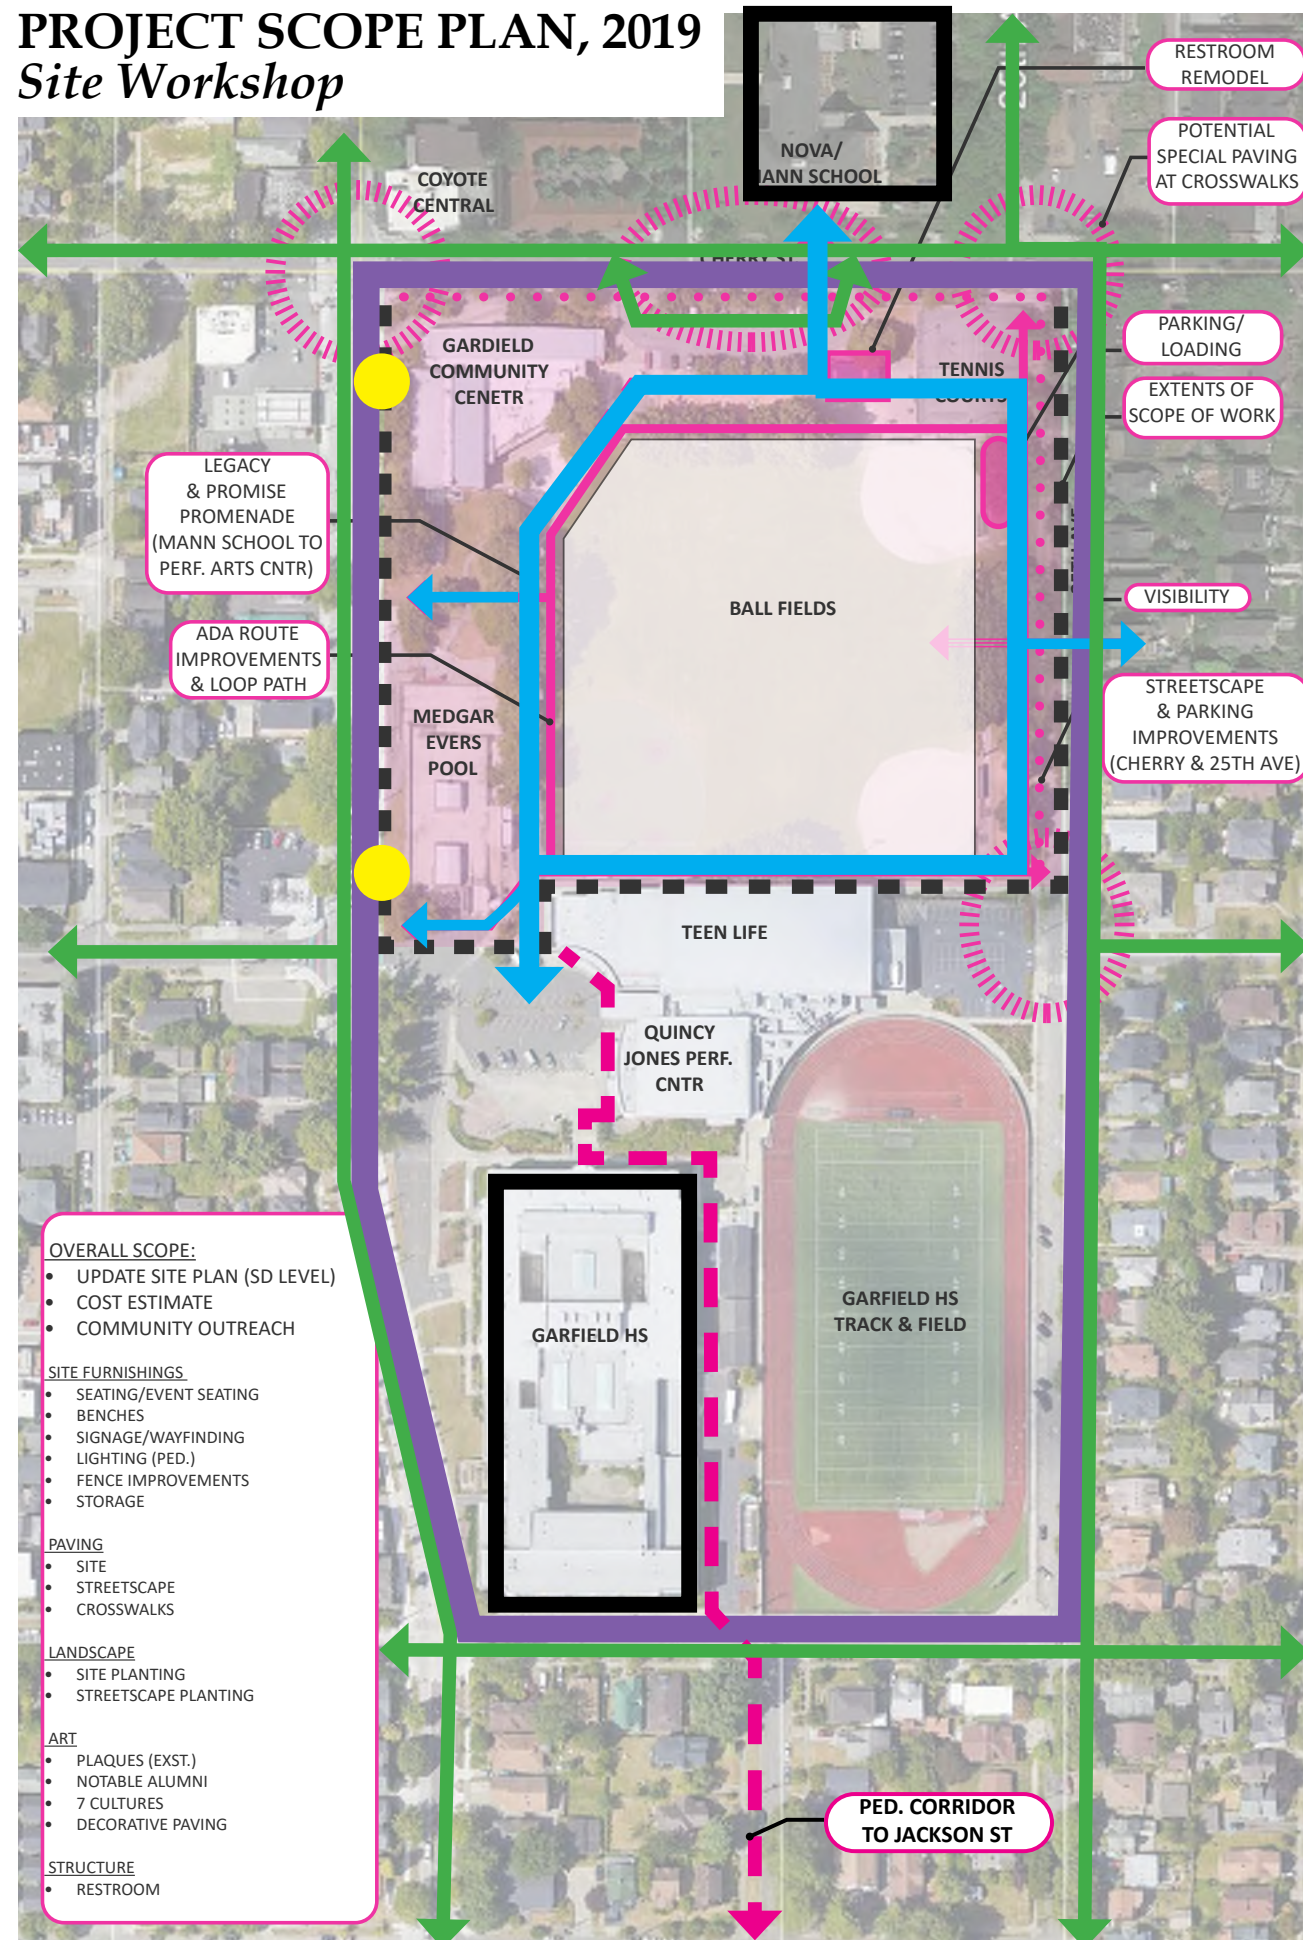 PROJECT SCOPE PLAN, 2019
Site Workshop
RESTROOM
REMODEL
POTENTIAL
SPECIAL PAVING
AT CROSSWALKS
NOVA/
MANN SCHOOL
COYOTE
CENTRAL
CHERRY ST
PARKING/
LOADING
EXTENTS OF
SCOPE OF WORK
GARDIELD
COMMUNITY
CENETR
TENNIS
COURTS
LEGACY
& PROMISE
PROMENADE
(MANN SCHOOL TO
PERF. ARTS CNTR)
BALL FIELDS
VISIBILITY
ADA ROUTE
IMPROVEMENTS
& LOOP PATH
STREETSCAPE
& PARKING
IMPROVEMENTS
(CHERRY & 25TH AVE)
MEDGAR
EVERS
POOL
TEEN LIFE
QUINCY
JONES PERF.
CNTR
GARFIELD HS
GARFIELD HS
TRACK & FIELD
OVERALL SCOPE:
• UPDATE SITE PLAN (SD LEVEL)
• COST ESTIMATE
• COMMUNITY OUTREACH
SITE FURNISHINGS
• SEATING/EVENT SEATING
• BENCHES
• SIGNAGE/WAYFINDING
• LIGHTING (PED.)
• FENCE IMPROVEMENTS
• STORAGE
PAVING
• SITE
• STREETSCAPE
• CROSSWALKS
LANDSCAPE
• SITE PLANTING
• STREETSCAPE PLANTING
ART
• PLAQUES (EXST.)
• NOTABLE ALUMNI
• 7 CULTURES
• DECORATIVE PAVING
STRUCTURE
• RESTROOM
PED. CORRIDOR
TO JACKSON ST